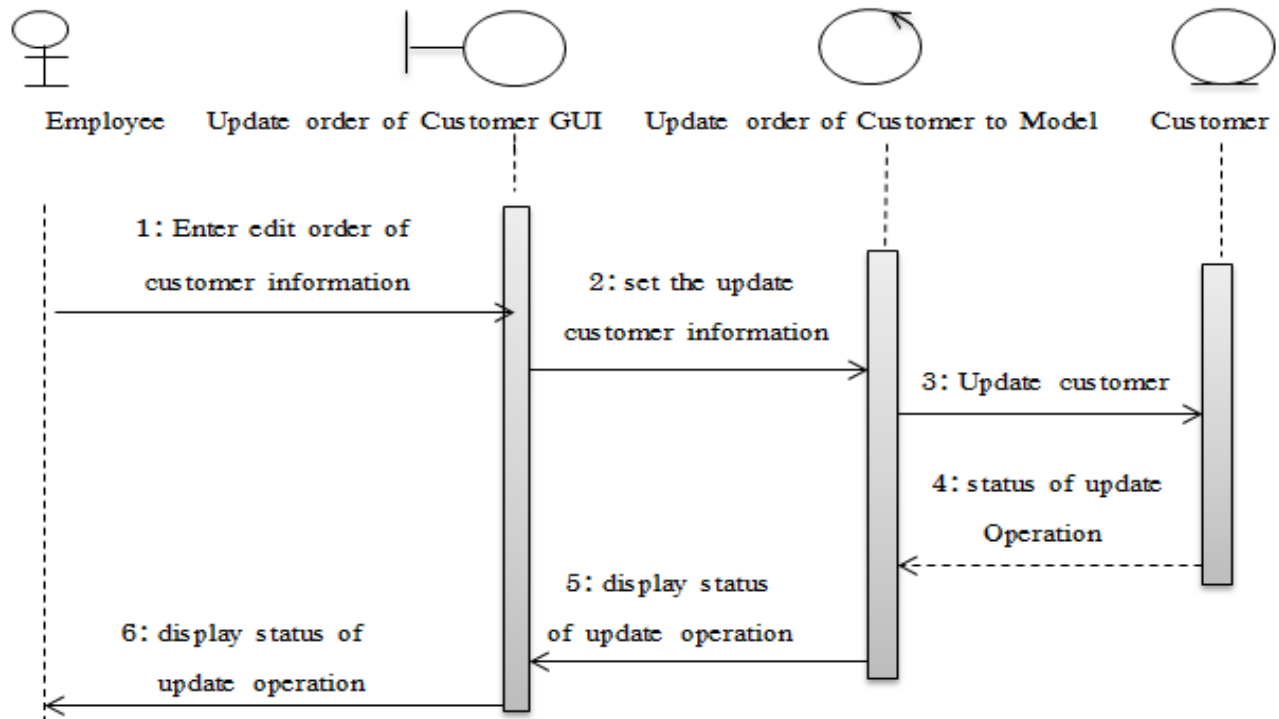 Employee Update order of Customer GUI Update order of Customer to Model Customer
1: Enter edit order of
customer information
2: set the update
customer information
3: Update customer
4: status of update
Operation
5: display status
of update operation
6: display status of
update operation